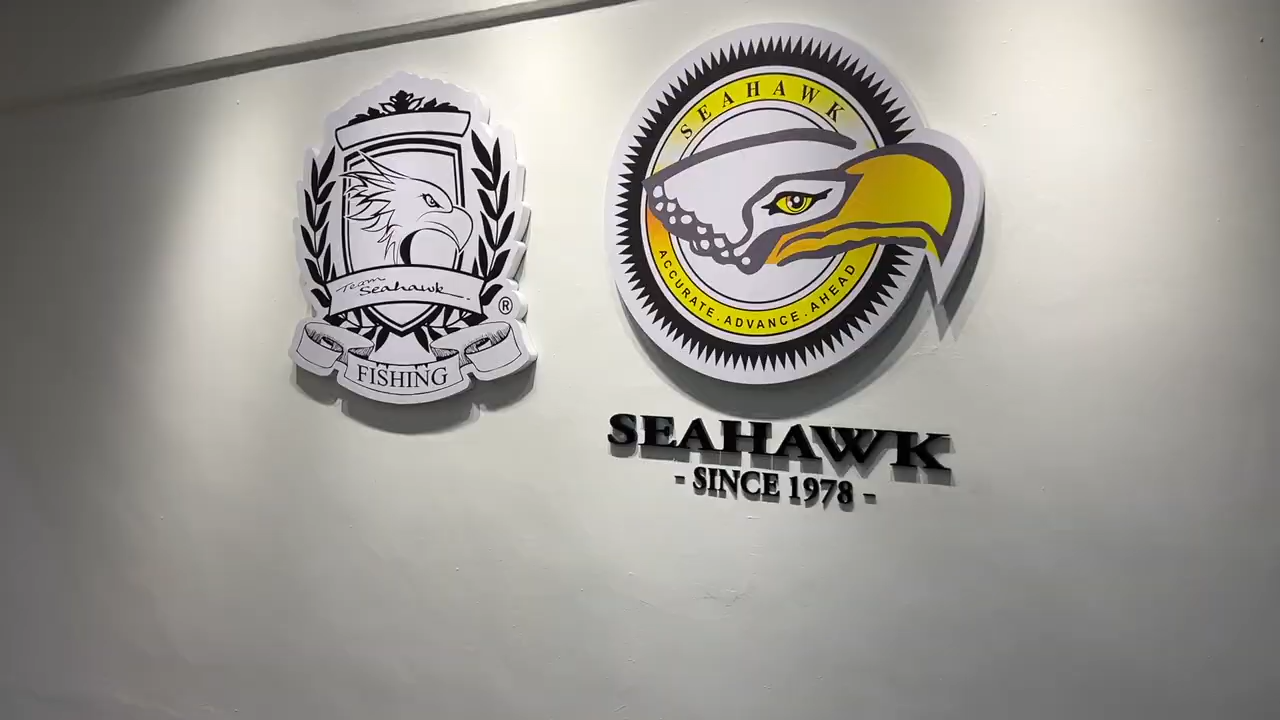 Team
Seahawk
®
FISHING
SEAHAWK
ACCURATE . ADVANCE . AHEAD
SEAHAWK
- SINCE 1978 -